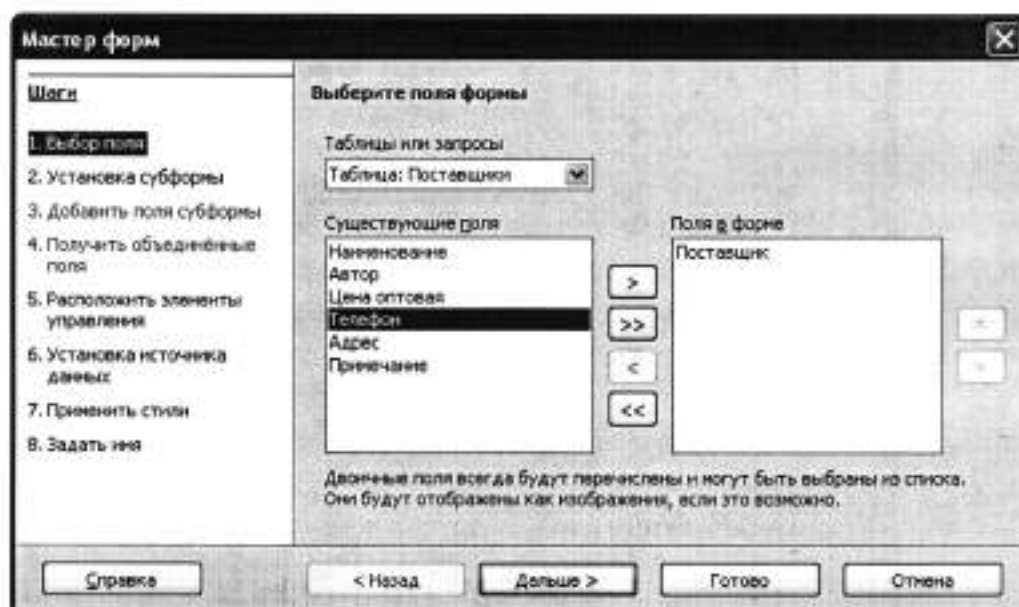 Мастер форм
Шаги
1. Выбор поля
2. Установка субформы
3. Добавить поля субформы
4. Получить объединённые
поля
5. Расположить элементы
управления
6. Установка источника
данных
7. Применить стили
8. Задать имя
Выберите поля формы
Таблицы или запросы
Таблица: Поставщики
Существующие поля
Наименование
Автор
Цена оптовая
Телефон
Адрес
Примечание
>
>>
<
<<
Поля в форме
Поставщик
Двоичные поля всегда будут перечислены и могут быть выбраны из списка.
Они будут отображены как изображения, если это возможно.
Справка
< Назад
Дальше >
Готово
Отмена